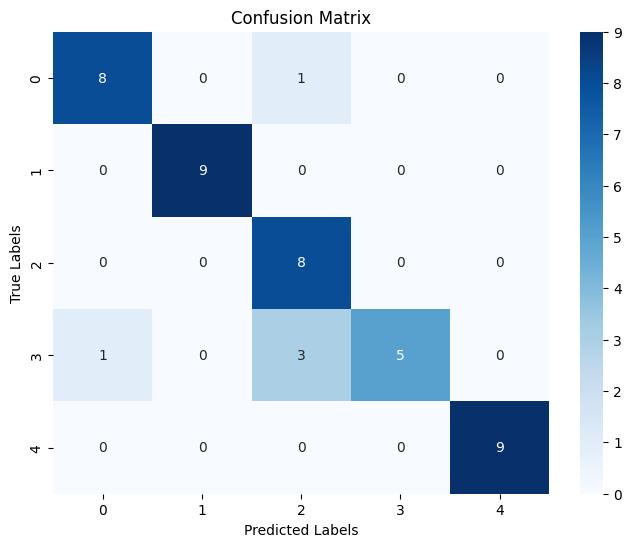 Confusion Matrix
True Labels
0 8 0 1 0 0
1 0 9 0 0 0
2 0 0 8 0 0
3 1 0 3 5 0
4 0 0 0 0 9
0 1 2 3 4
Predicted Labels
9
8
7
6
5
4
3
2
1
0